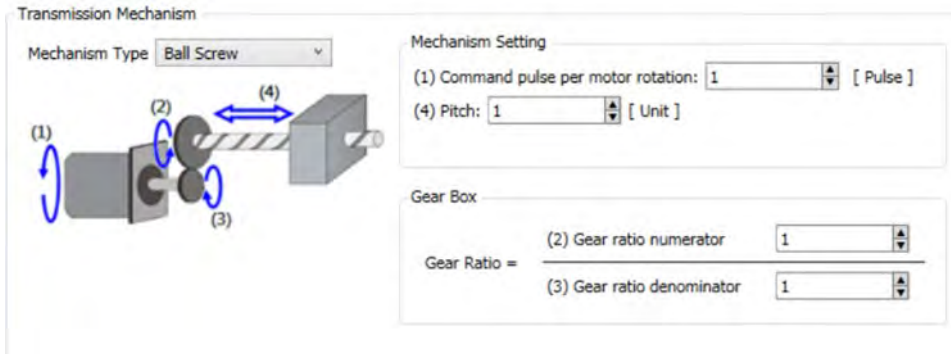 Transmission Mechanism
Mechanism Type Ball Screw
(1)
(2)
(3)
(4)
Mechanism Setting
(1) Command pulse per motor rotation: 1 [ Pulse ]
(4) Pitch: 1 [ Unit ]
Gear Box
Gear Ratio =
(2) Gear ratio numerator 1
(3) Gear ratio denominator 1